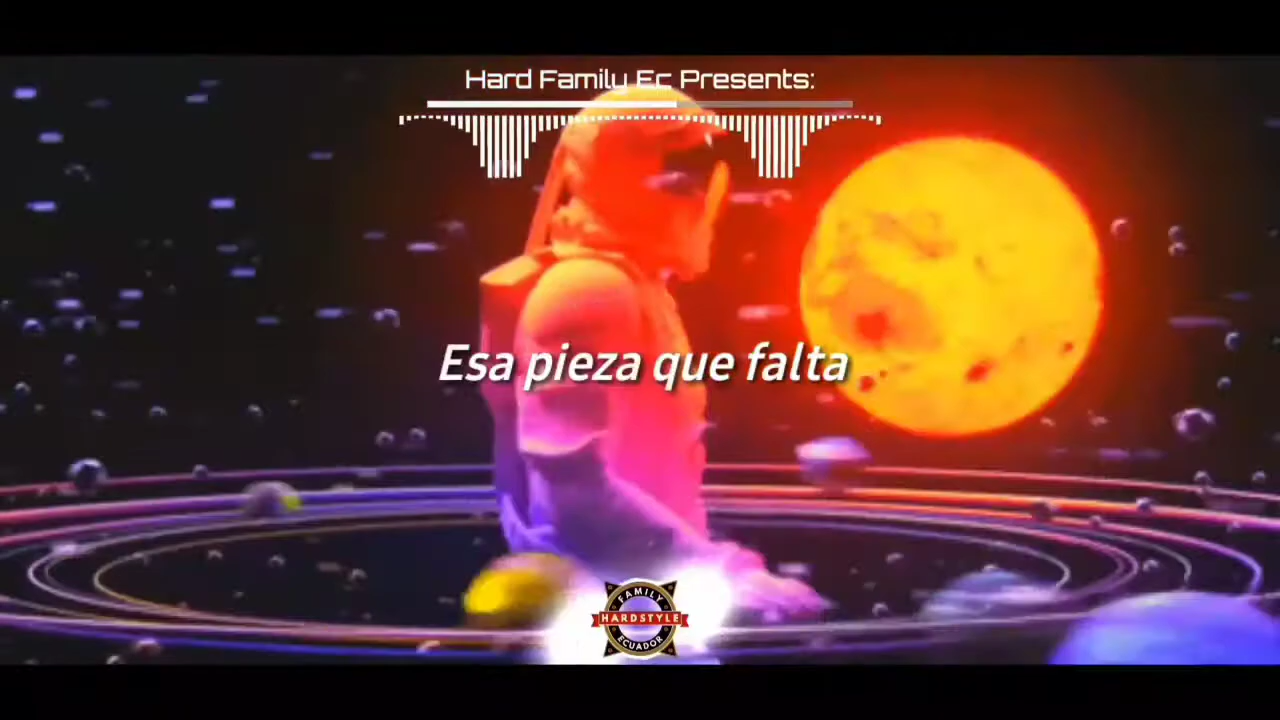 Hard Family Ec Presents:
Esa pieza que falta
FAMILY
HARDSTYLE
ECUADOR